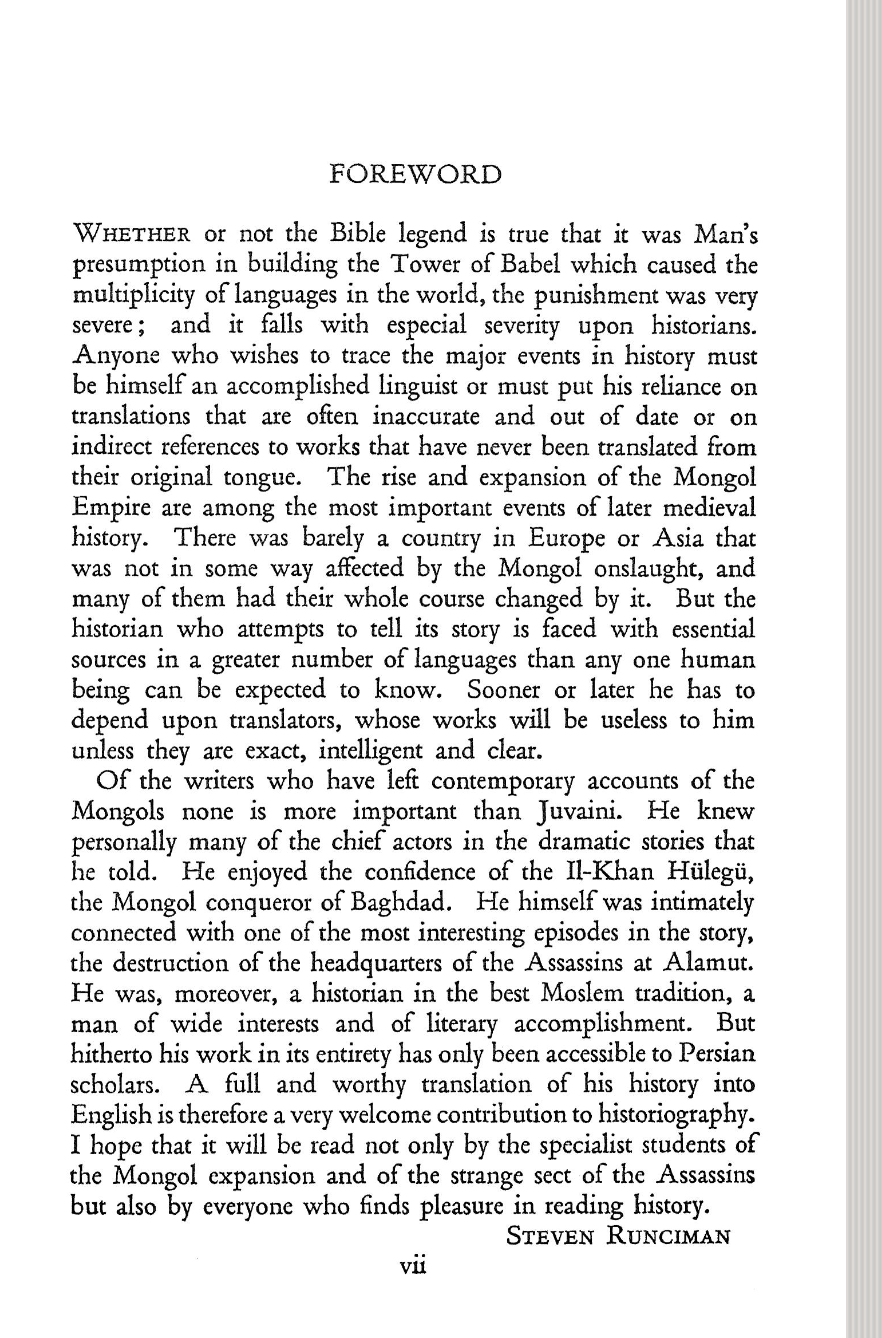 FOREWORD
WHETHER or not the Bible legend is true that it was Man's
presumption in building the Tower of Babel which caused the
multiplicity of languages in the world, the punishment was very
severe; and it falls with especial severity upon historians.
Anyone who wishes to trace the major events in history must
be himself an accomplished linguist or must put his reliance on
translations that are often inaccurate and out of date or on
indirect references to works that have never been translated from
their original tongue. The rise and expansion of the Mongol
Empire are among the most important events of later medieval
history. There was barely a country in Europe or Asia that
was not in some way affected by the Mongol onslaught, and
many of them had their whole course changed by it. But the
historian who attempts to tell its story is faced with essential
sources in a greater number of languages than any one human
being can be expected to know. Sooner or later he has to
depend upon translators, whose works will be useless to him
unless they are exact, intelligent and clear.
Of the writers who have left contemporary accounts of the
Mongols none is more important than Juvaini. He knew
personally many of the chief actors in the dramatic stories that
he told. He enjoyed the confidence of the Il-Khan Hülegü,
the Mongol conqueror of Baghdad. He himself was intimately
connected with one of the most interesting episodes in the story,
the destruction of the headquarters of the Assassins at Alamut.
He was, moreover, a historian in the best Moslem tradition, a
man of wide interests and of literary accomplishment. But
hitherto his work in its entirety has only been accessible to Persian
scholars. A full and worthy translation of his history into
English is therefore a very welcome contribution to historiography.
I hope that it will be read not only by the specialist students of
the Mongol expansion and of the strange sect of the Assassins
but also by everyone who finds pleasure in reading history.
STEVEN RUNCIMAN
vii